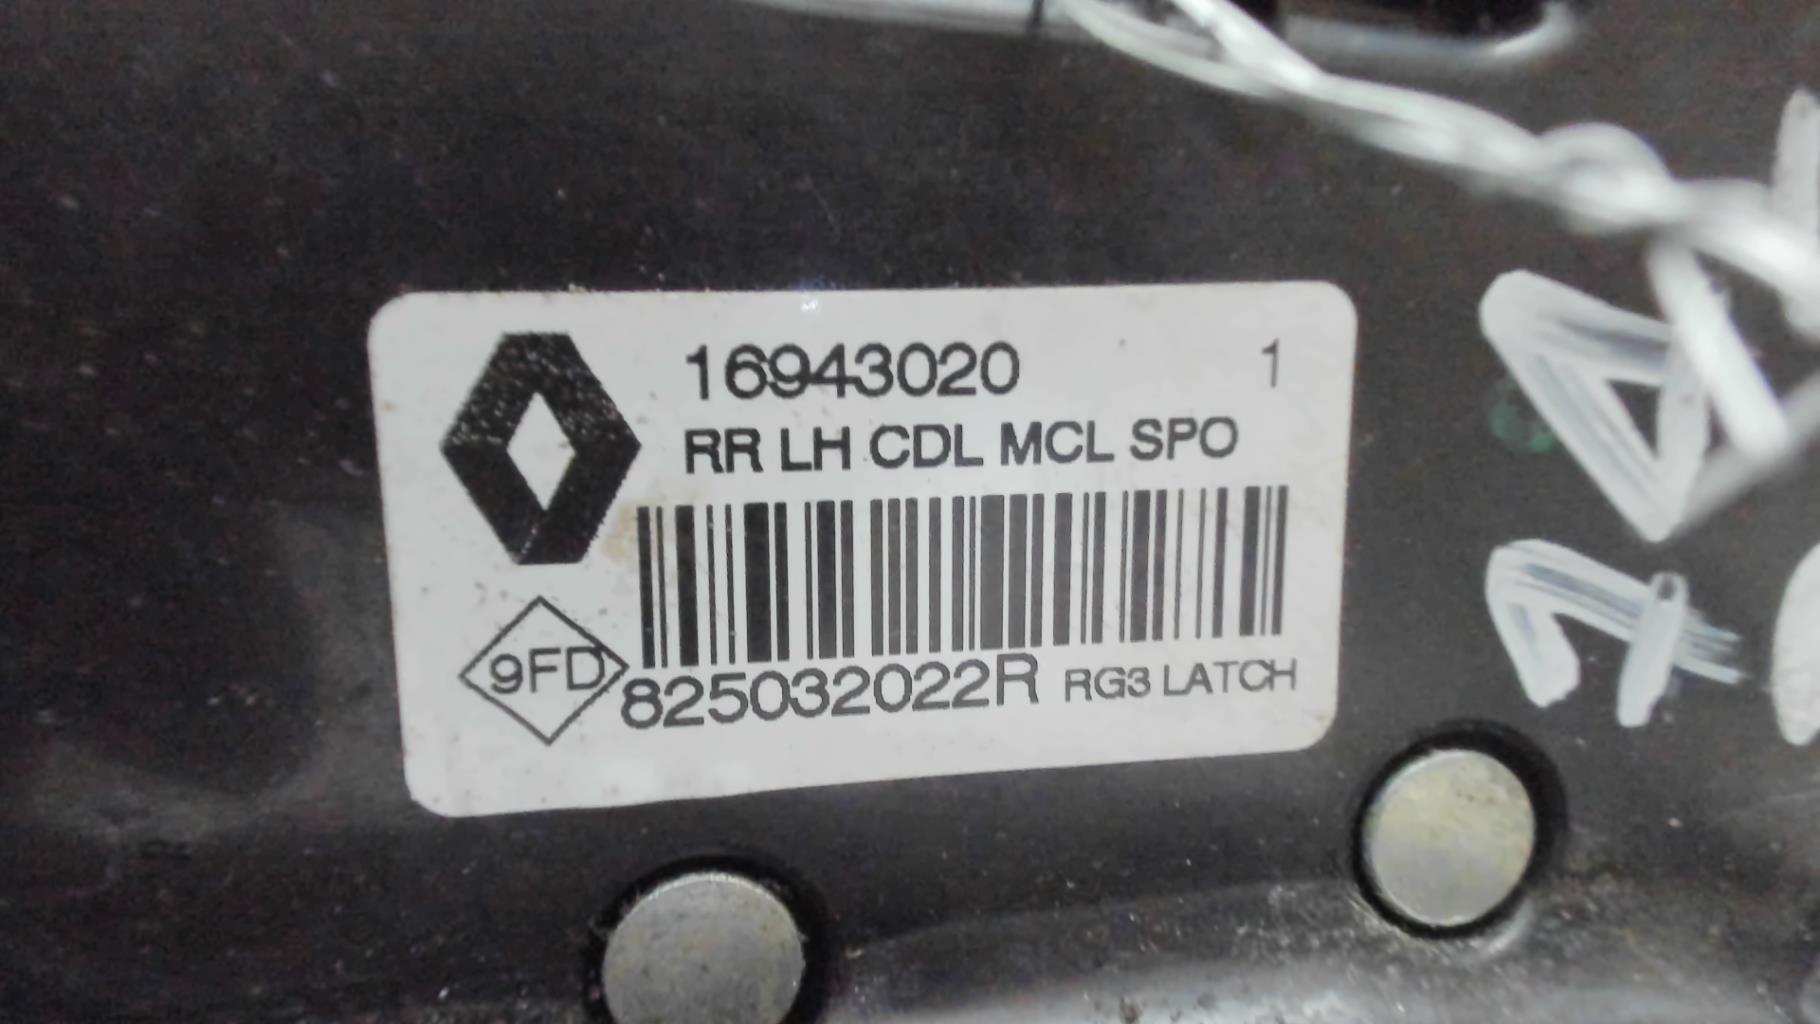 16943020 1
RR LH CDL MCL SPO
9FD
825032022R RG3 LATCH